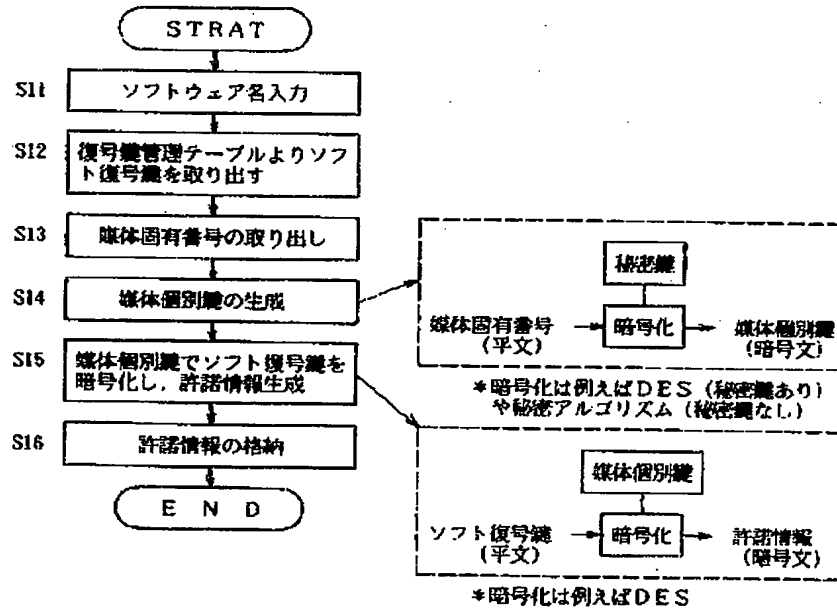 STRAT
S11 ソフトウェア名入力
S12 復号鍵管理テーブルよりソフ
ト復号鍵を取り出す
S13 媒体固有番号の取り出し
S14 媒体個別鍵の生成
S15 媒体個別鍵でソフト復号鍵を
暗号化し，許諾情報生成
S16 許諾情報の格納
END
秘密鍵
媒体固有番号 暗号化 媒体個別鍵
(平文) (暗号文)
*暗号化は例えばDES（秘密鍵あり）
や秘密アルゴリズム（秘密鍵なし）
媒体個別鍵
ソフト復号鍵 暗号化 許諾情報
(平文) (暗号文)
*暗号化は例えばDES